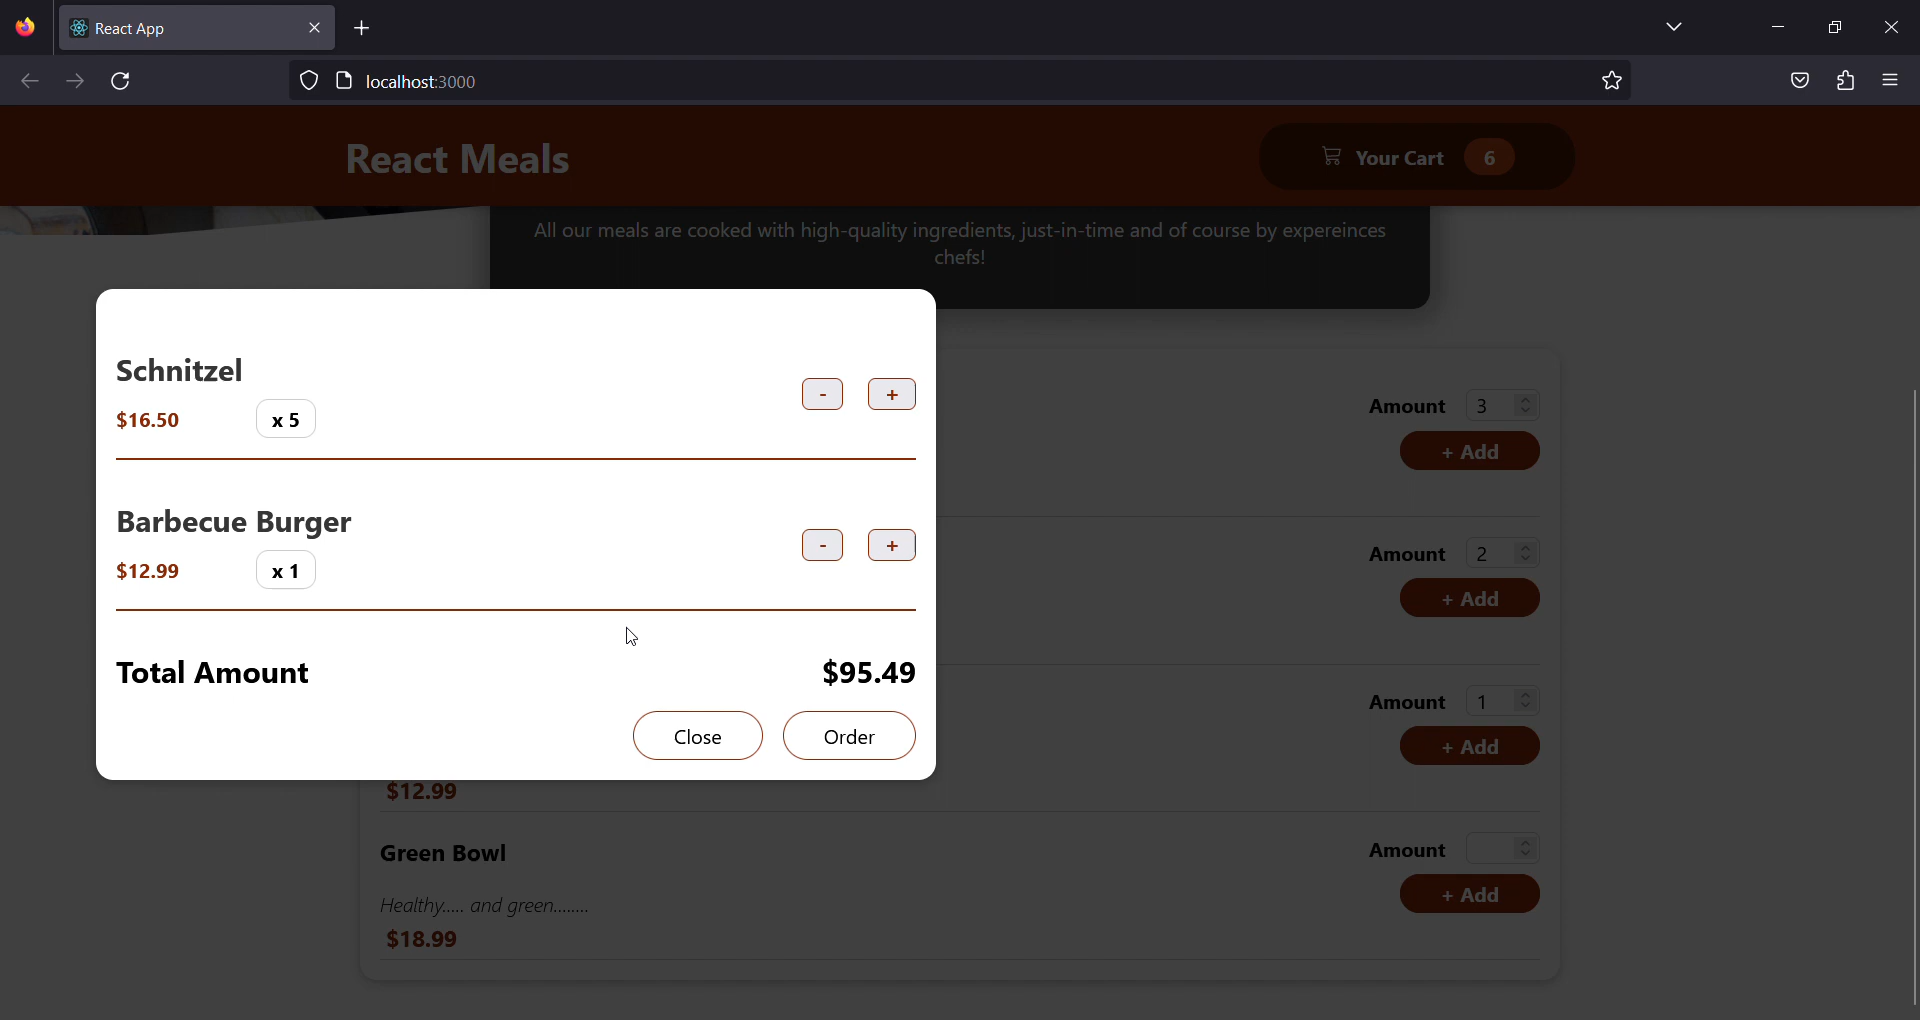 React App
localhost:3000
React Meals
Your Cart 6
All our meals are cooked with high-quality ingredients, just-in-time and of course by expereinces
chefs!
Schnitzel
$16.50 x 5
- +
Barbecue Burger
$12.99 x 1
- +
Total Amount $95.49
Close Order
Amount 3
+ Add
Amount 2
+ Add
Amount 1
+ Add
$12.99
Green Bowl
Amount
Healthy..... and green........
+ Add
$18.99